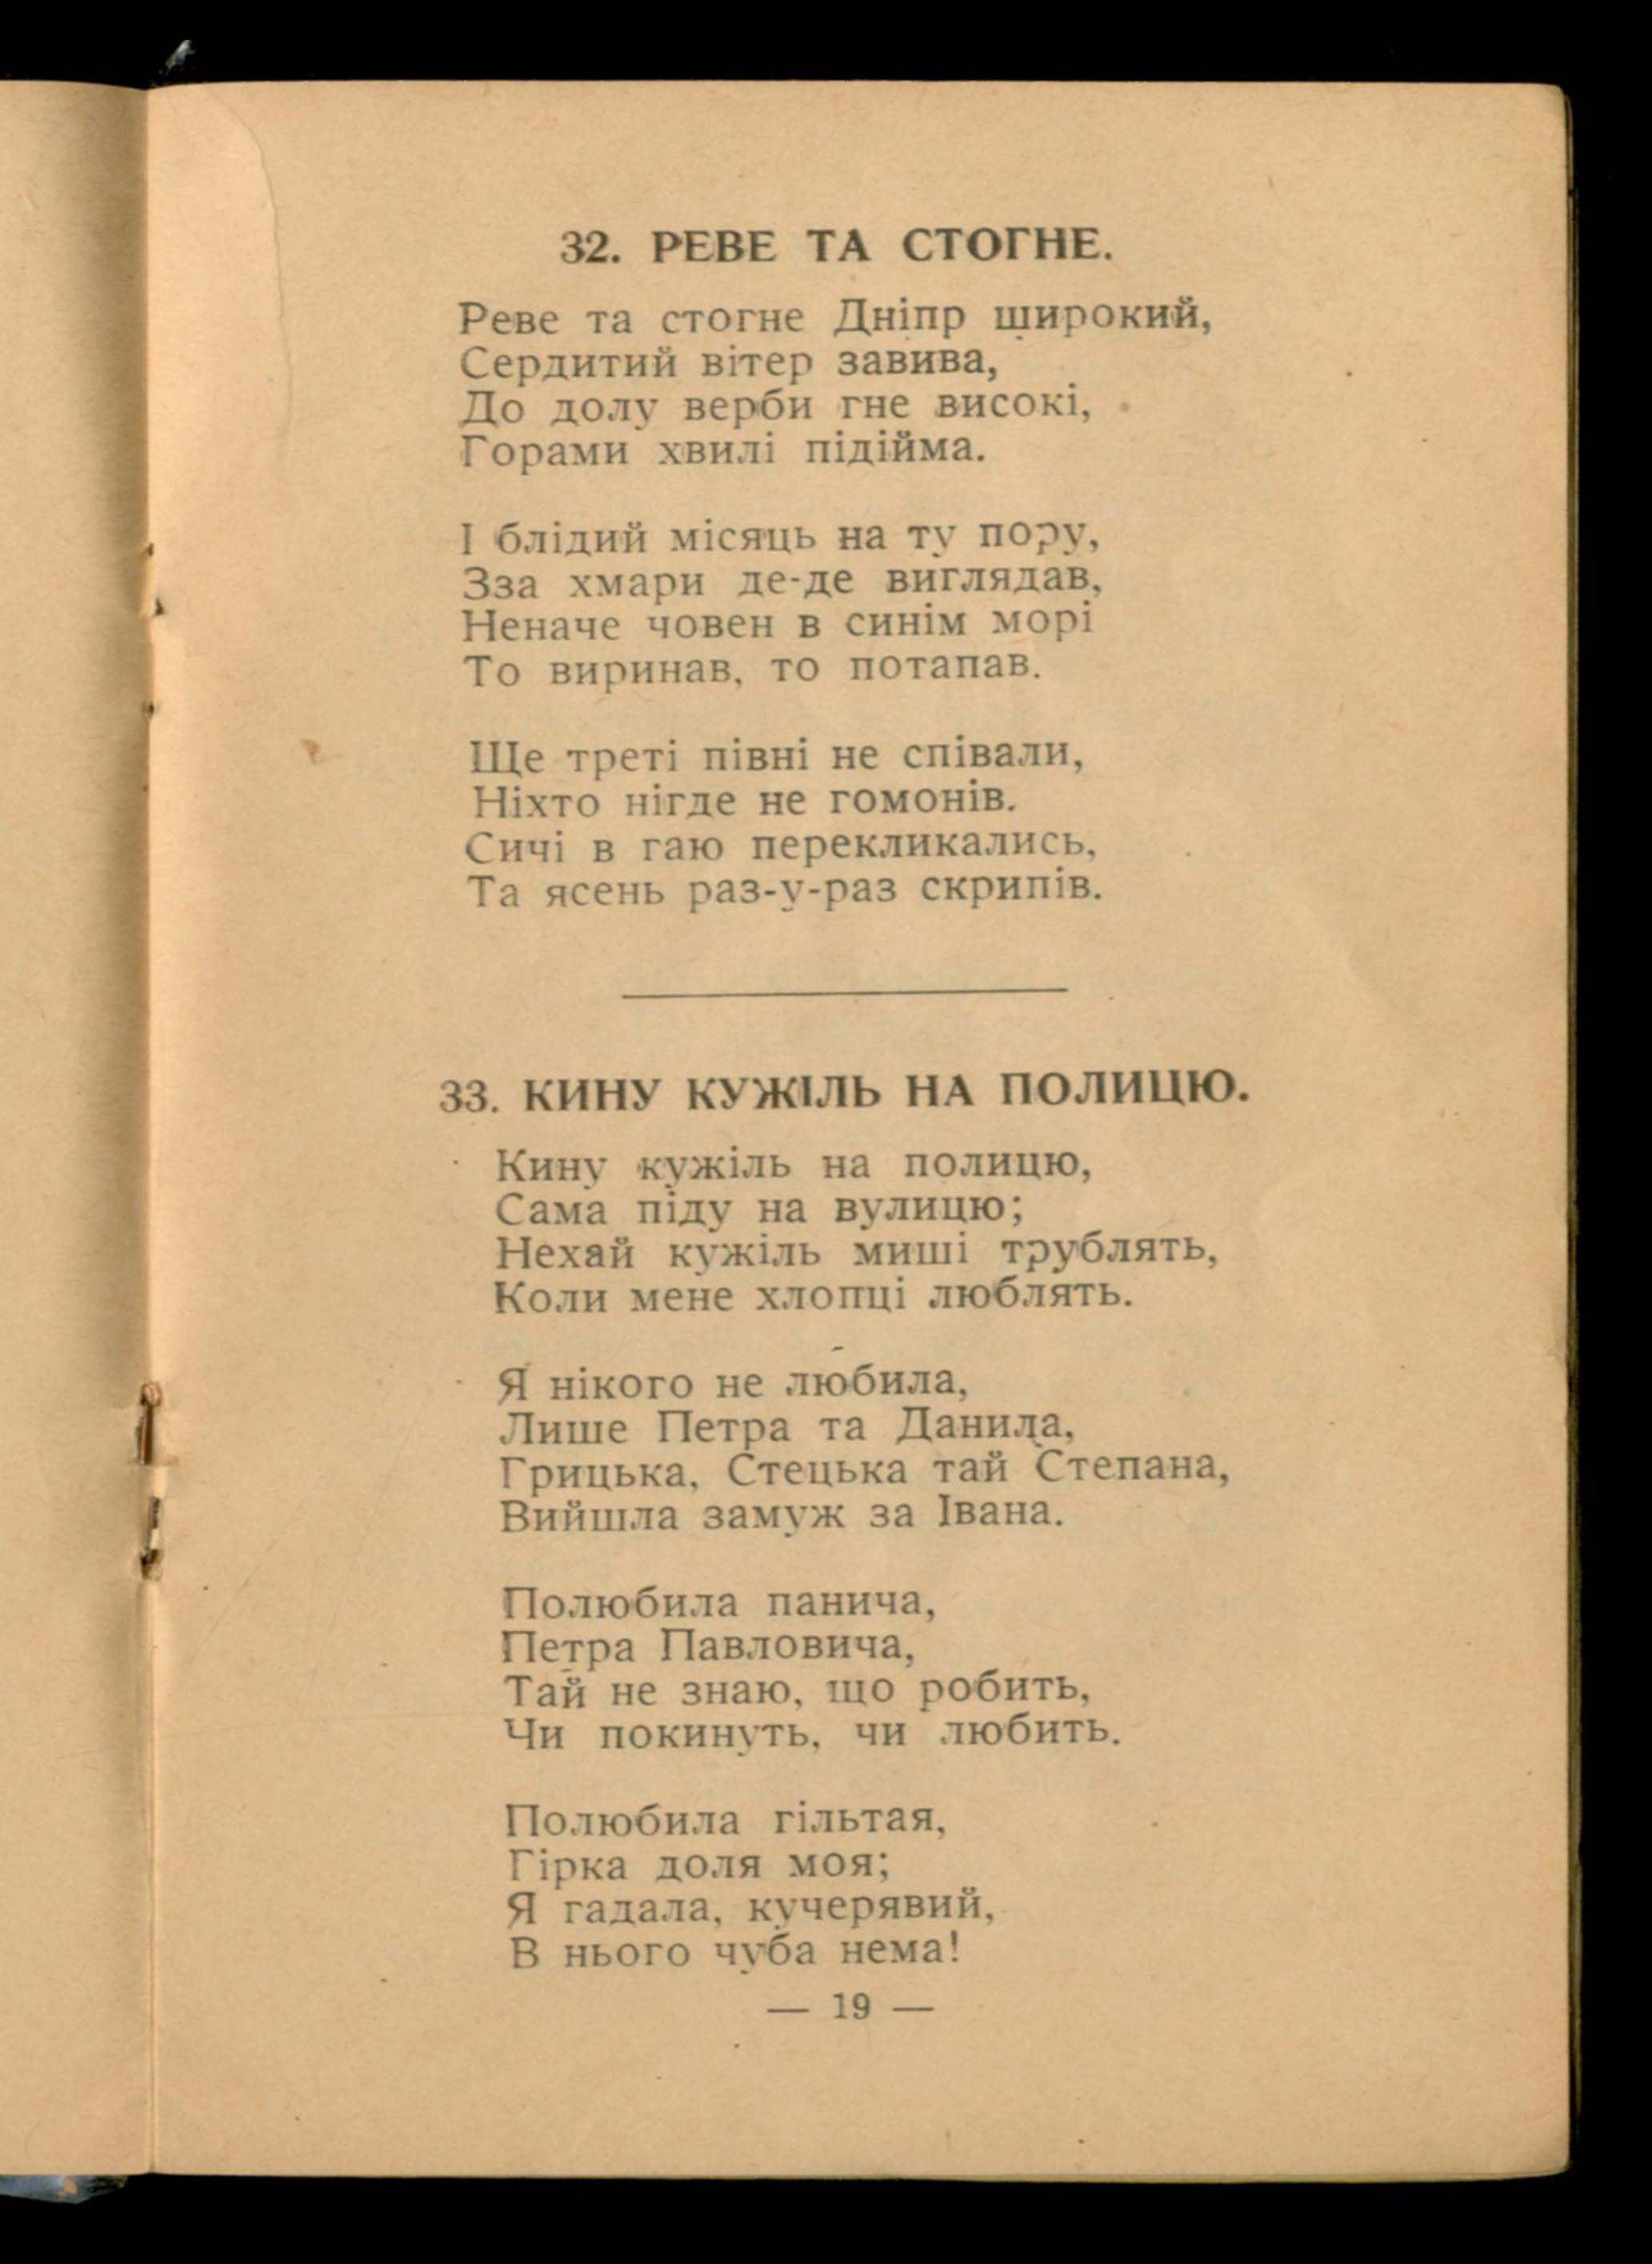 32. РЕВЕ ТА СТОГНЕ.
Реве та стогне Дніпр широкий,
Сердитий вітер завива,
До долу верби гне високі,
Горами хвилі підійма.
І блідий місяць на ту пору,
Зза хмари де-де виглядав,
Неначе човен в синім морі
То виринав, то потапав.
Ще треті півні не співали,
Ніхто нігде не гомонів.
Сичі в гаю перекликались,
Та ясень раз-у-раз скрипів.
33. КИНУ КУЖІЛЬ НА ПОЛИЦЮ.
Кину кужіль на полицю,
Сама піду на вулицю;
Нехай кужіль миші трублять,
Коли мене хлопці люблять.
Я нікого не любила,
Лише Петра та Данила,
Грицька, Стецька тай Степана,
Вийшла замуж за Івана.
Полюбила панича,
Петра Павловича,
Тай не знаю, що робить,
Чи покинуть, чи любить.
Полюбила гільтая,
Гірка доля моя;
Я гадала, кучерявий,
В нього чуба нема!
— 19 —